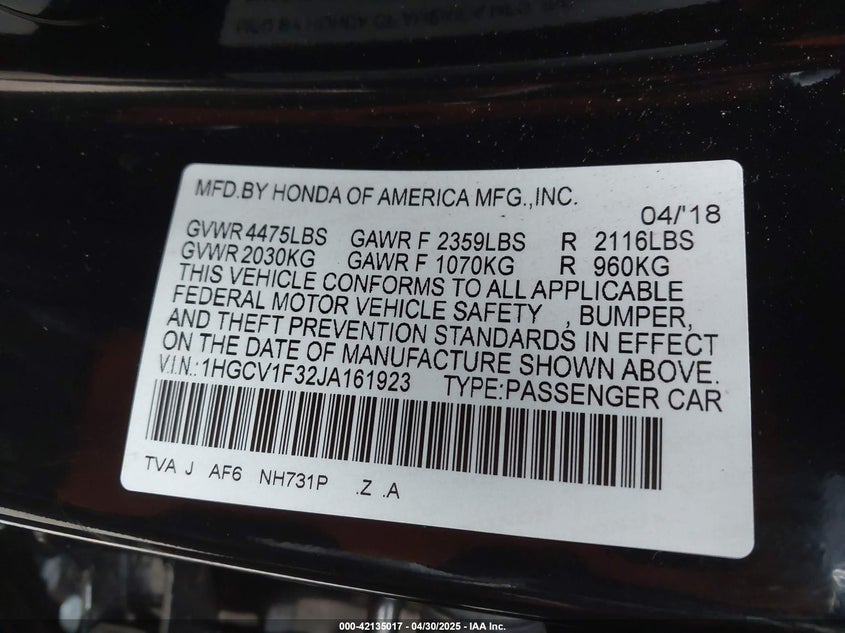 MFD.BY HONDA OF AMERICA MFG.,INC.
04/'18
GVWR 4475LBS GAWR F 2359LBS R 2116LBS
GVWR 2030KG GAWR F 1070KG R 960KG
THIS VEHICLE CONFORMS TO ALL APPLICABLE
FEDERAL MOTOR VEHICLE SAFETY , BUMPER,
AND THEFT PREVENTION STANDARDS IN EFFECT
ON THE DATE OF MANUFACTURE SHOWN ABOVE.
V.I.N.:1HGCV1F32JA161923 TYPE:PASSENGER CAR
TVA J AF6 NH731P .Z .A
000-42135017 - 04/30/2025 - IAA Inc.